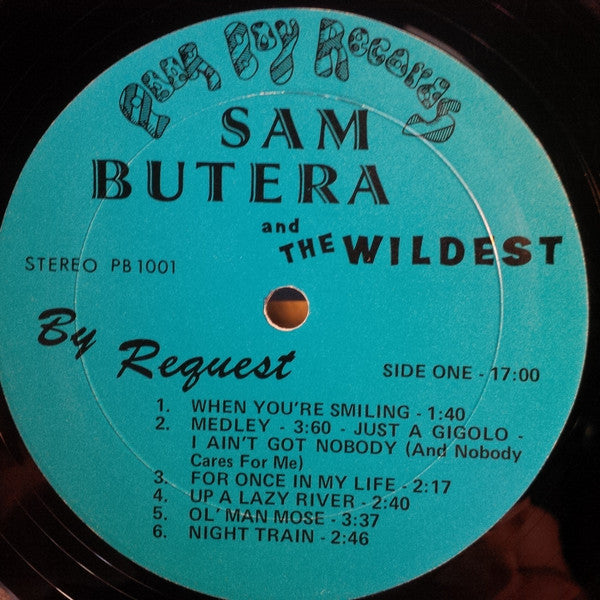 Paba Boy Records
SAM
BUTERA
and
THE WILDEST
STEREO PB 1001
By Request
SIDE ONE - 17:00
1. WHEN YOU'RE SMILING - 1:40
2. MEDLEY - 3:60 - JUST A GIGOLO -
I AIN'T GOT NOBODY (And Nobody
Cares For Me)
3. FOR ONCE IN MY LIFE - 2:17
4. UP A LAZY RIVER - 2:40
5. OL' MAN MOSE - 3:37
6. NIGHT TRAIN - 2:46